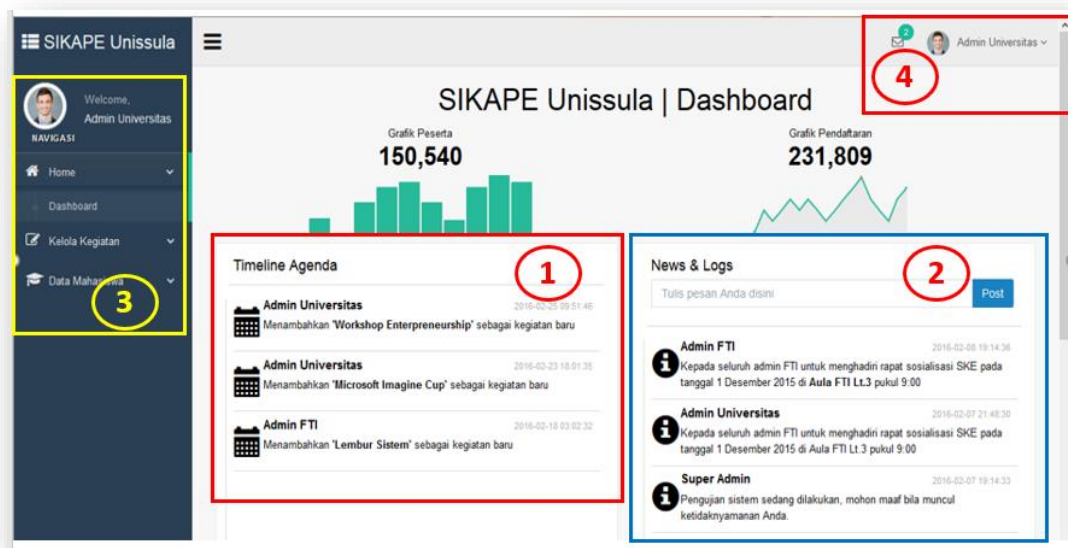 SIKAPE Unissula
2
Admin Universitas
4
Welcome,
Admin Universitas
NAVIGASI
Home
Dashboard
Kelola Kegiatan
Data Mahasiswa
3
SIKAPE Unissula | Dashboard
Grafik Peserta
150,540
Grafik Pendaftaran
231,809
Timeline Agenda
1
Admin Universitas 2016-02-25 09:51:46
Menambahkan 'Workshop Enterpreneurship' sebagai kegiatan baru
Admin Universitas 2016-02-23 18:01:35
Menambahkan 'Microsoft Imagine Cup' sebagai kegiatan baru
Admin FTI 2016-02-18 03:02:32
Menambahkan 'Lembur Sistem' sebagai kegiatan baru
News & Logs
2
Tulis pesan Anda disini
Post
Admin FTI 2016-02-08 19:14:36
Kepada seluruh admin FTI untuk menghadiri rapat sosialisasi SKE pada
tanggal 1 Desember 2015 di Aula FTI Lt.3 pukul 9:00
Admin Universitas 2016-02-07 21:48:30
Kepada seluruh admin FTI untuk menghadiri rapat sosialisasi SKE pada
tanggal 1 Desember 2015 di Aula FTI Lt.3 pukul 9:00
Super Admin 2016-02-07 19:14:33
Pengujian sistem sedang dilakukan, mohon maaf bila muncul
ketidaknyamanan Anda.